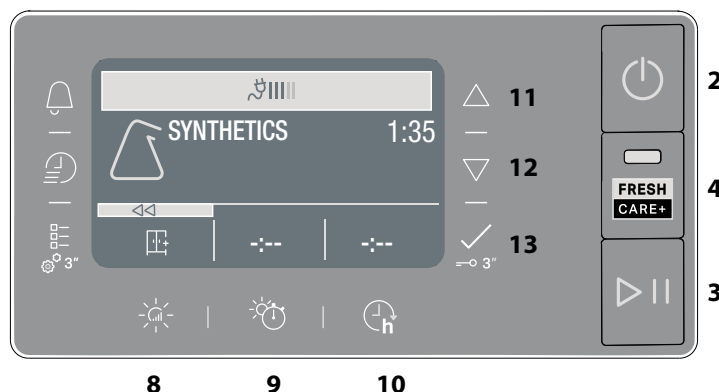 2
11
SYNTHETICS 1:35
12
FRESH
CARE+
4
3"
-:-- -:--
13
3"
3
h
8 9 10